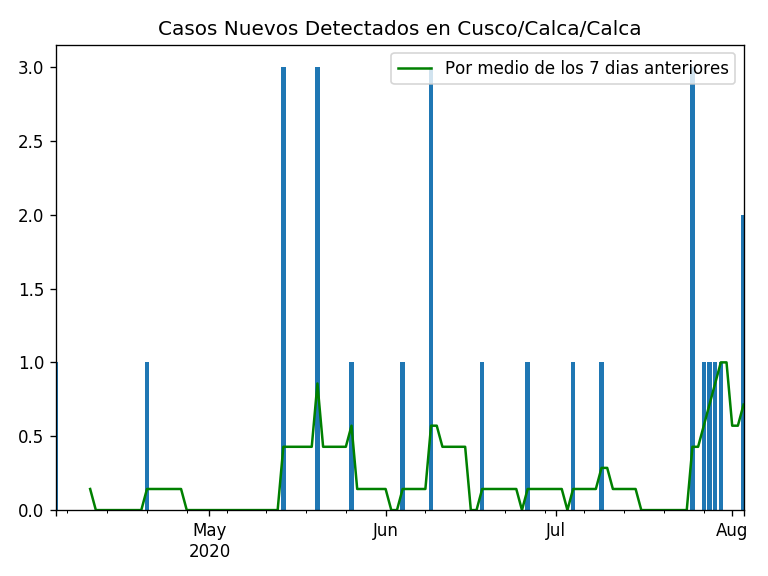 Casos Nuevos Detectados en Cusco/Calca/Calca
Por medio de los 7 dias anteriores
3.0
2.5
2.0
1.5
1.0
0.5
0.0
May Jun Jul Aug
2020